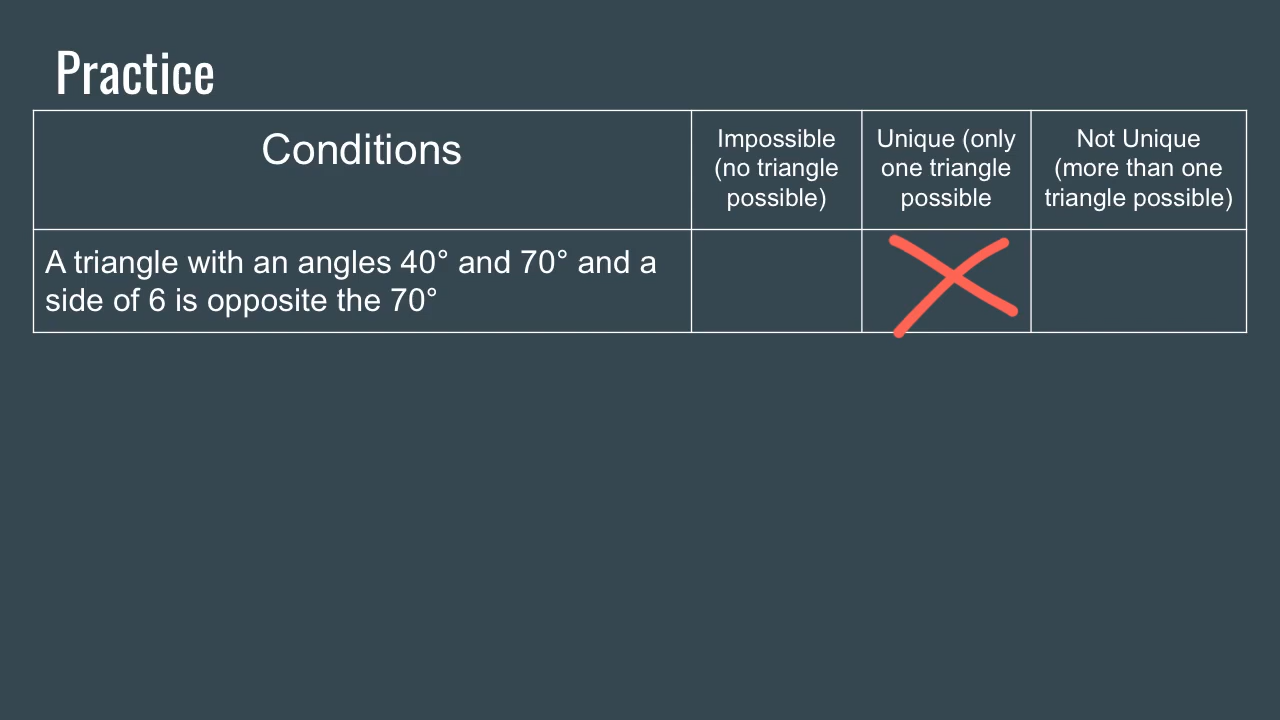 Practice
Conditions
Impossible
(no triangle
possible)
Unique (only
one triangle
possible
Not Unique
(more than one
triangle possible)
A triangle with an angles 40° and 70° and a
side of 6 is opposite the 70°